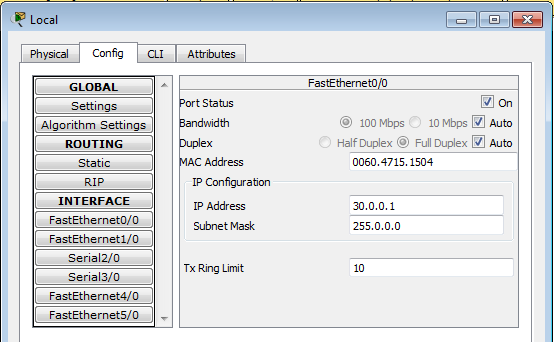 Local
Physical Config CLI Attributes
GLOBAL
Settings
Algorithm Settings
ROUTING
Static
RIP
INTERFACE
FastEthernet0/0
FastEthernet1/0
Serial2/0
Serial3/0
FastEthernet4/0
FastEthernet5/0
FastEthernet0/0
Port Status On
Bandwidth 100 Mbps 10 Mbps Auto
Duplex Half Duplex Full Duplex Auto
MAC Address 0060.4715.1504
IP Configuration
IP Address 30.0.0.1
Subnet Mask 255.0.0.0
Tx Ring Limit 10